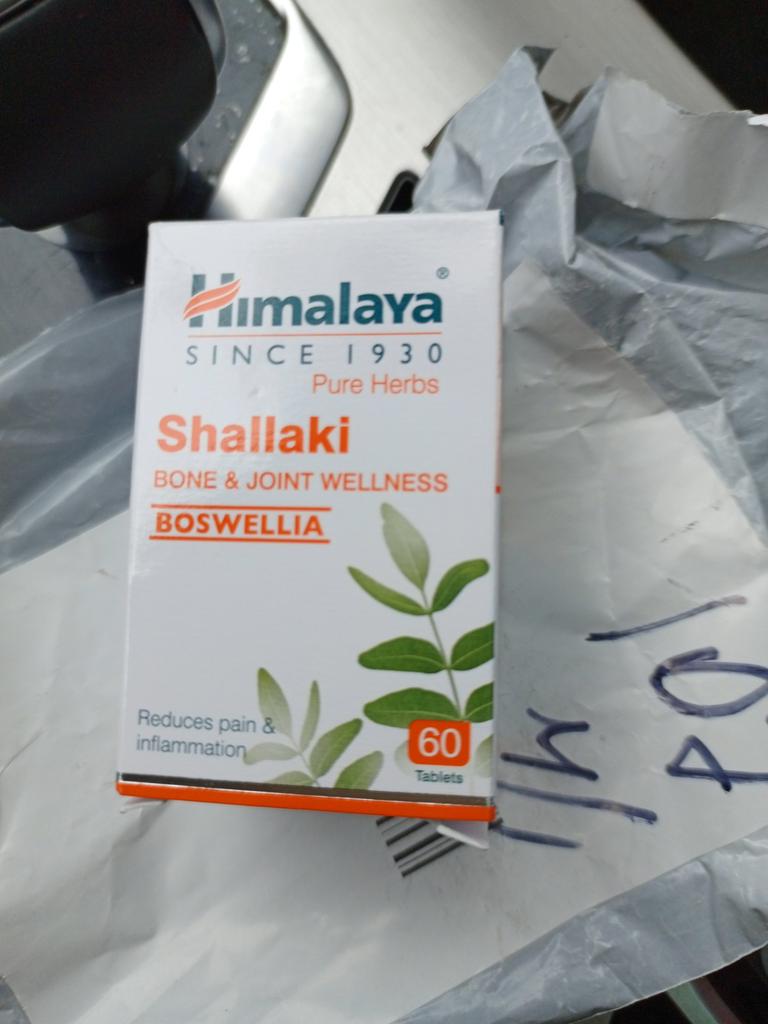 Himalaya®
SINCE 1930
Pure Herbs
Shallaki
BONE & JOINT WELLNESS
BOSWELLIA
Reduces pain &
inflammation
60
Tablets